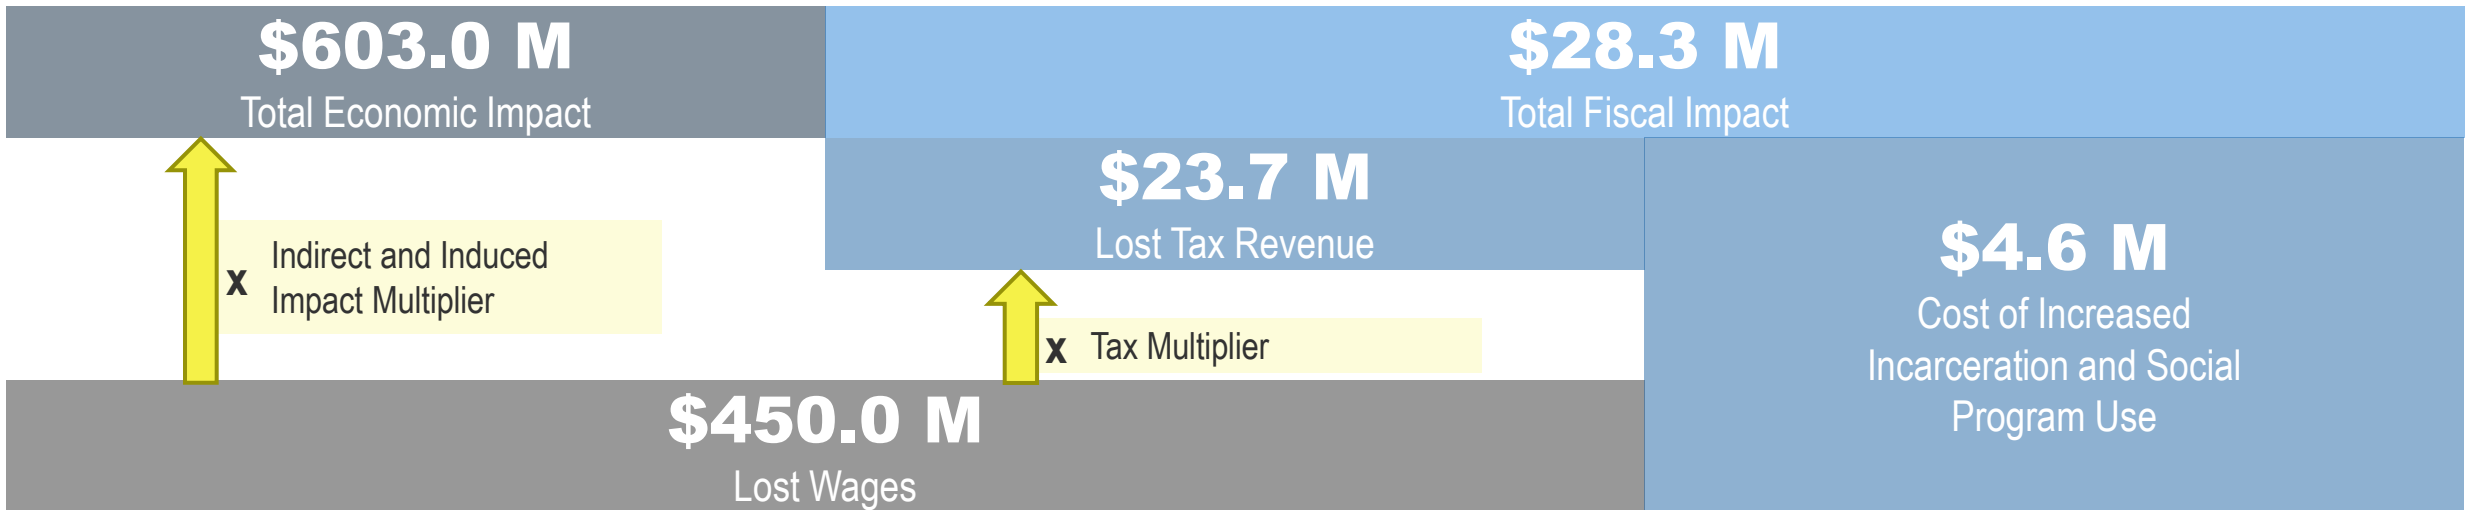 $603.0 M
Total Economic Impact
$28.3 M
Total Fiscal Impact
$23.7 M
Lost Tax Revenue
x Indirect and Induced
Impact Multiplier
$4.6 M
Cost of Increased
Incarceration and Social
Program Use
x Tax Multiplier
$450.0 M
Lost Wages